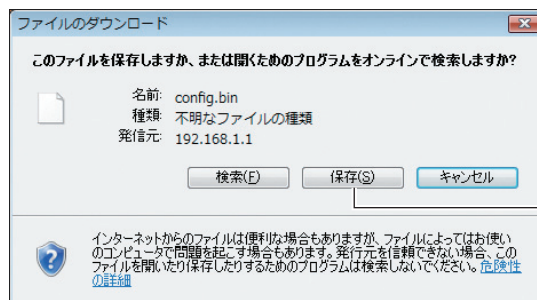 ファイルのダウンロード
このファイルを保存しますか、または開くためのプログラムをオンラインで検索しますか?
名前: config.bin
種類: 不明なファイルの種類
発信元: 192.168.1.1
検索(F) 保存(S) キャンセル
インターネットからのファイルは便利な場合もありますが、ファイルによってはお使い
のコンピュータで問題を起こす場合もあります。発行元を信頼できない場合、この
ファイルを開いたり保存したりするためのプログラムは検索しないでください。危険性
の詳細